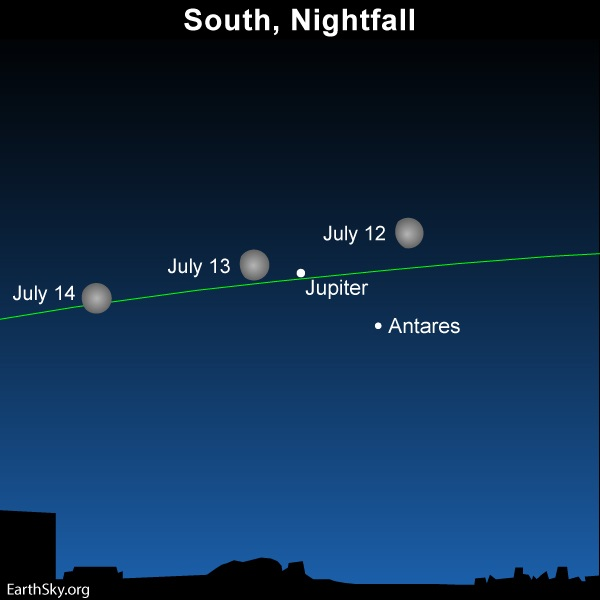 South, Nightfall
July 12
July 13
Jupiter
July 14
Antares
EarthSky.org